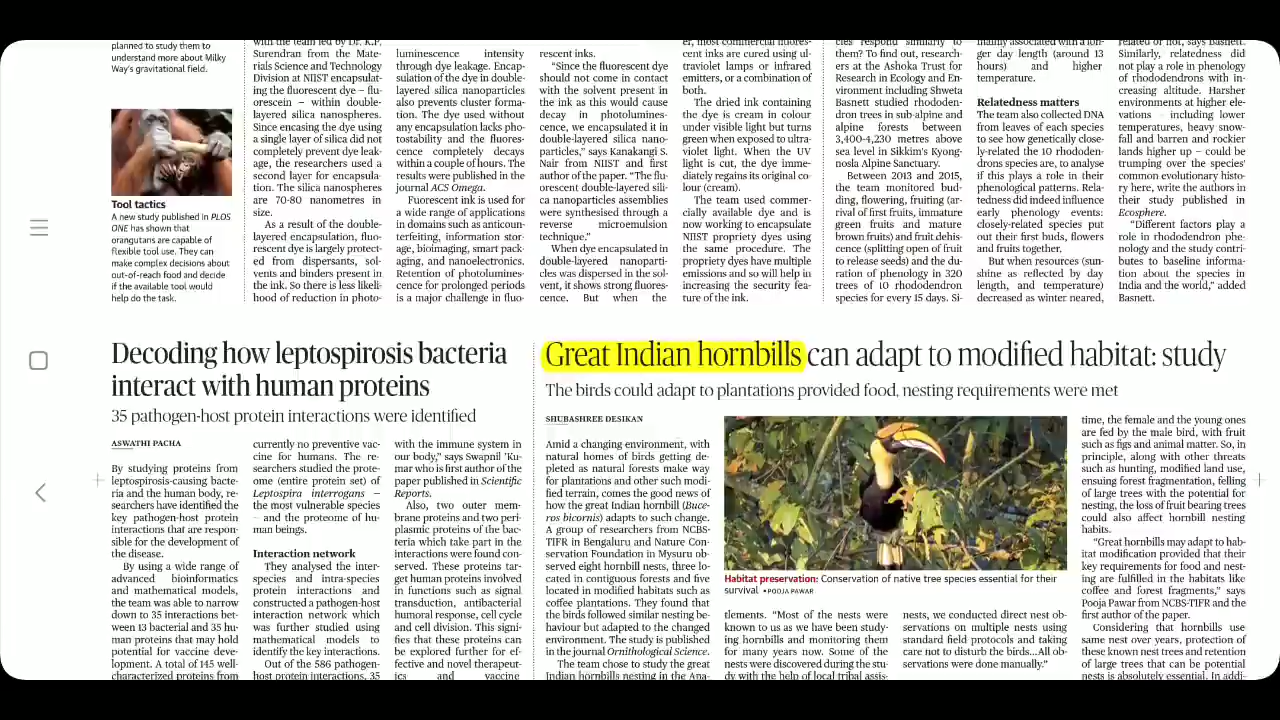 planned to study them to
understand more about Milky
Way's gravitational field.
Tool tactics
A new study published in PLOS
ONE has shown that
orangutans are capable of
flexible tool use. They can
make complex decisions about
out-of-reach food and decide
if the available tool would
help do the task.
with the team led by Dr. K.P.
Surendran from the Mate-
rials Science and Technology
Division at NIIST encapsulat-
ing the fluorescent dye – flu-
orescein – within double-
layered silica nanospheres.
Since encasing the dye using
a single layer of silica did not
completely prevent dye leak-
age, the researchers used a
second layer for encapsula-
tion. The silica nanospheres
are 70-80 nanometres in
size.
As a result of the double-
layered encapsulation, fluo-
rescent dye is largely protect-
ed from dispersants, sol-
vents and binders present in
the ink. So there is less likeli-
hood of reduction in photo-
luminescence intensity
through dye leakage. Encap-
sulation of the dye in double-
layered silica nanoparticles
also prevents cluster forma-
tion. The dye used without
any encapsulation lacks pho-
tostability and the fluores-
cence completely decays
within a couple of hours. The
results were published in the
journal ACS Omega.
Fluorescent ink is used for
a wide range of applications
in domains such as anticoun-
terfeiting, information stor-
age, bioimaging, smart pack-
aging, and nanoelectronics.
Retention of photolumines-
cence for prolonged periods
is a major challenge in fluo-
rescent inks.
“Since the fluorescent dye
should not come in contact
with the solvent present in
the ink as this would cause
decay in photolumines-
cence, we encapsulated it in
double-layered silica nano-
particles,” says Kanakangi S.
Nair from NIIST and first
author of the paper. “The flu-
orescent double-layered sili-
ca nanoparticles assemblies
were synthesised through a
reverse microemulsion
technique.”
When dye encapsulated in
double-layered nanoparti-
cles was dispersed in the sol-
vent, it shows strong fluores-
cence. But when the
er, most commercial fluores-
cent inks are cured using ul-
traviolet lamps or infrared
emitters, or a combination of
both.
The dried ink containing
the dye is cream in colour
under visible light but turns
green when exposed to ultra-
violet light. When the UV
light is cut, the dye imme-
diately regains its original co-
lour (cream).
The team used commer-
cially available dye and is
now working to encapsulate
NIIST propriety dyes using
the same procedure. The
propriety dyes have multiple
emissions and so will help in
increasing the security fea-
ture of the ink.
cies respond similarly to
them? To find out, research-
ers at the Ashoka Trust for
Research in Ecology and En-
vironment including Shweta
Basnett studied rhododen-
dron trees in sub-alpine and
alpine forests between
3,400-4,230 metres above
sea level in Sikkim's Kyong-
nosla Alpine Sanctuary.
Between 2013 and 2015,
the team monitored bud-
ding, flowering, fruiting (ar-
rival of first fruits, immature
green fruits and mature
brown fruits) and fruit dehis-
cence (splitting open of fruit
to release seeds) and the du-
ration of phenology in 320
trees of 10 rhododendron
species for every 15 days. Si-
mainly associated with a lon-
ger day length (around 13
hours) and higher
temperature.
Relatedness matters
The team also collected DNA
from leaves of each species
to see how genetically close-
ly-related the 10 rhododen-
drons species are, to analyse
if this plays a role in their
phenological patterns. Rela-
tedness did indeed influence
early phenology events:
closely-related species put
out their first buds, flowers
and fruits together.
But when resources (sun-
shine as reflected by day
length, and temperature)
decreased as winter neared,
related or not, says Basnett.
Similarly, relatedness did
not play a role in phenology
of rhododendrons with in-
creasing altitude. Harsher
environments at higher ele-
vations – including lower
temperatures, heavy snow-
fall and barren and rockier
lands higher up – could be
trumping over the species'
common evolutionary histo-
ry here, write the authors in
their study published in
Ecosphere.
“Different factors play a
role in rhododendron phe-
nology and the study contri-
butes to baseline informa-
tion about the species in
India and the world,” added
Basnett.
Decoding how leptospirosis bacteria
interact with human proteins
35 pathogen-host protein interactions were identified
ASWATHI PACHA
By studying proteins from
leptospirosis-causing bacte-
ria and the human body, re-
searchers have identified the
key pathogen-host protein
interactions that are respon-
sible for the development of
the disease.
By using a wide range of
advanced bioinformatics
and mathematical models,
the team was able to narrow
down to 35 interactions bet-
ween 13 bacterial and 35 hu-
man proteins that may hold
potential for vaccine deve-
lopment. A total of 145 well-
characterized proteins from
currently no preventive vac-
cine for humans. The re-
searchers studied the prote-
ome (entire protein set) of
Leptospira interrogans –
the most vulnerable species
– and the proteome of hu-
man beings.
Interaction network
They analysed the inter-
species and intra-species
protein interactions and
constructed a pathogen-host
interaction network which
was further studied using
mathematical models to
identify the key interactions.
Out of the 586 pathogen-
host protein interactions, 35
with the immune system in
our body,” says Swapnil 'Ku-
mar who is first author of the
paper published in Scientific
Reports.
Also, two outer mem-
brane proteins and two peri-
plasmic proteins of the bac-
teria which take part in the
interactions were found con-
served. These proteins tar-
get human proteins involved
in functions such as signal
transduction, antibacterial
humoral response, cell cycle
and cell division. This signi-
fies that these proteins can
be explored further for ef-
fective and novel therapeut-
ics and vaccine
Great Indian hornbills can adapt to modified habitat: study
The birds could adapt to plantations provided food, nesting requirements were met
SHUBASHREE DESIKAN
Amid a changing environment, with
natural homes of birds getting de-
pleted as natural forests make way
for plantations and other such modi-
fied terrain, comes the good news of
how the great Indian hornbill (Buce-
ros bicornis) adapts to such change.
A group of researchers from NCBS-
TIFR in Bengaluru and Nature Con-
servation Foundation in Mysuru ob-
served eight hornbill nests, three lo-
cated in contiguous forests and five
located in modified habitats such as
coffee plantations. They found that
the birds followed similar nesting be-
haviour but adapted to the changed
environment. The study is published
in the journal Ornithological Science.
The team chose to study the great
Indian hornbills nesting in the Ana-
Habitat preservation: Conservation of native tree species essential for their
survival • POOJA PAWAR
tlements. “Most of the nests were
known to us as we have been study-
ing hornbills and monitoring them
for many years now. Some of the
nests were discovered during the stu-
dy with the help of local tribal assis-
nests, we conducted direct nest ob-
servations on multiple nests using
standard field protocols and taking
care not to disturb the birds...All ob-
servations were done manually.”
time, the female and the young ones
are fed by the male bird, with fruit
such as figs and animal matter. So, in
principle, along with other threats
such as hunting, modified land use,
ensuing forest fragmentation, felling
of large trees with the potential for
nesting, the loss of fruit bearing trees
could also affect hornbill nesting
habits.
“Great hornbills may adapt to hab-
itat modification provided that their
key requirements for food and nest-
ing are fulfilled in the habitats like
coffee and forest fragments,” says
Pooja Pawar from NCBS-TIFR and the
first author of the paper.
Considering that hornbills use
same nest over years, protection of
these known nest trees and retention
of large trees that can be potential
nests is absolutely essential. In addi-